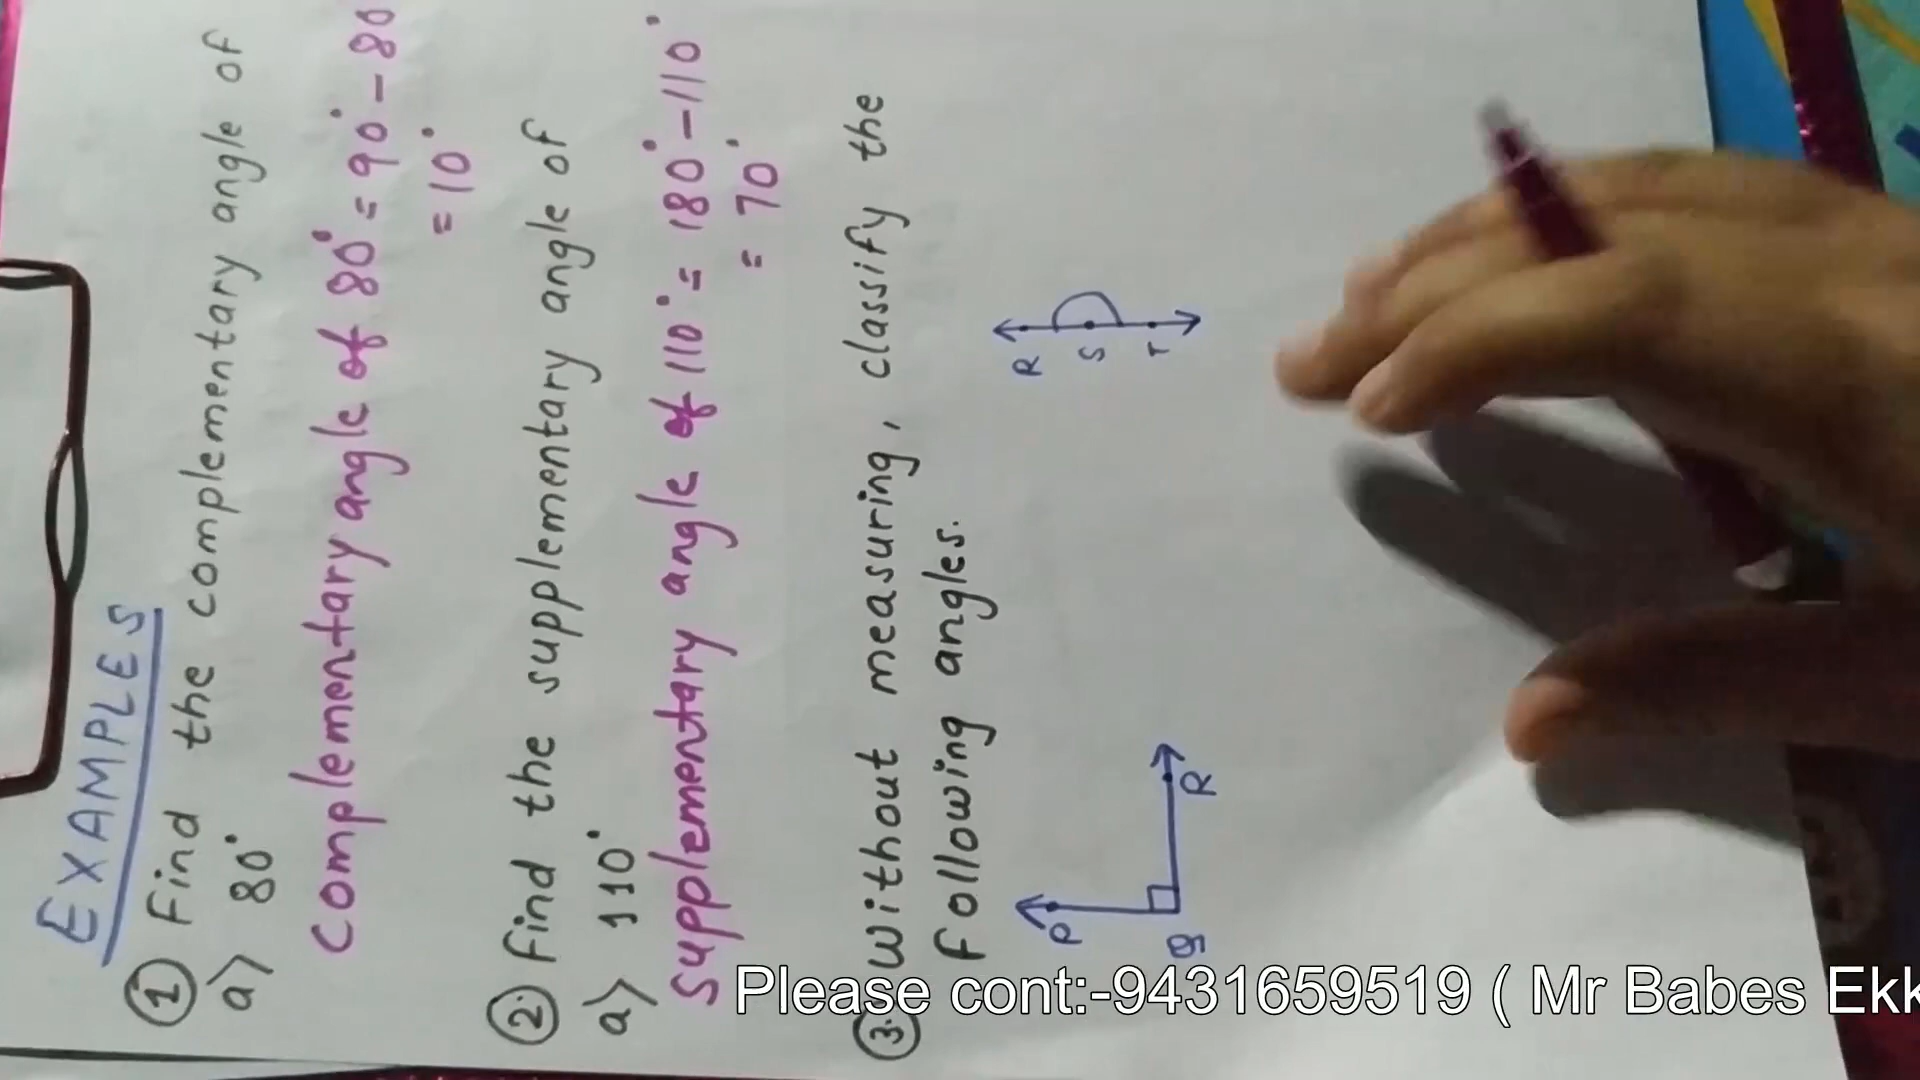 EXAMPLES
① Find the complementary angle of
a) 80°
Complementary angle of 80° = 90° - 80
= 10°
②. Find the supplementary angle of
a) 110°
Supplementary angle of 110° = 180° - 110°
= 70°
③. Without measuring, classify the
following angles.
P
Q
R
R
S
T
Please cont:-9431659519 ( Mr Babes Ekk